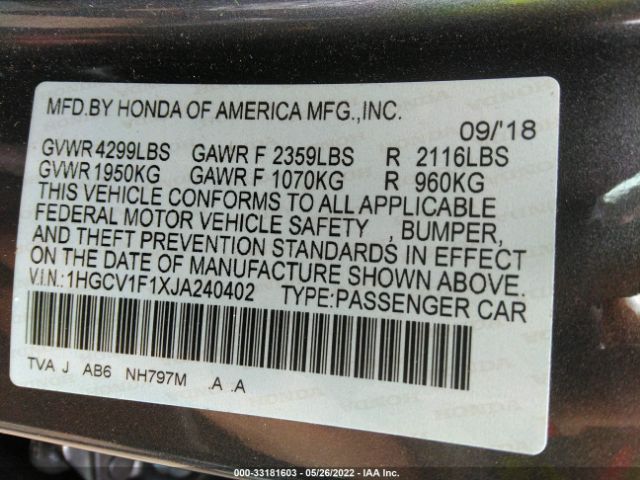 MFD.BY HONDA OF AMERICA MFG.,INC.
09/'18
GVWR 4299LBS GAWR F 2359LBS R 2116LBS
GVWR 1950KG GAWR F 1070KG R 960KG
THIS VEHICLE CONFORMS TO ALL APPLICABLE
FEDERAL MOTOR VEHICLE SAFETY , BUMPER,
AND THEFT PREVENTION STANDARDS IN EFFECT
ON THE DATE OF MANUFACTURE SHOWN ABOVE.
V.I.N.: 1HGCV1F1XJA240402 TYPE:PASSENGER CAR
TVA J AB6 NH797M .A .A
000-33181603 - 05/26/2022 - IAA Inc.